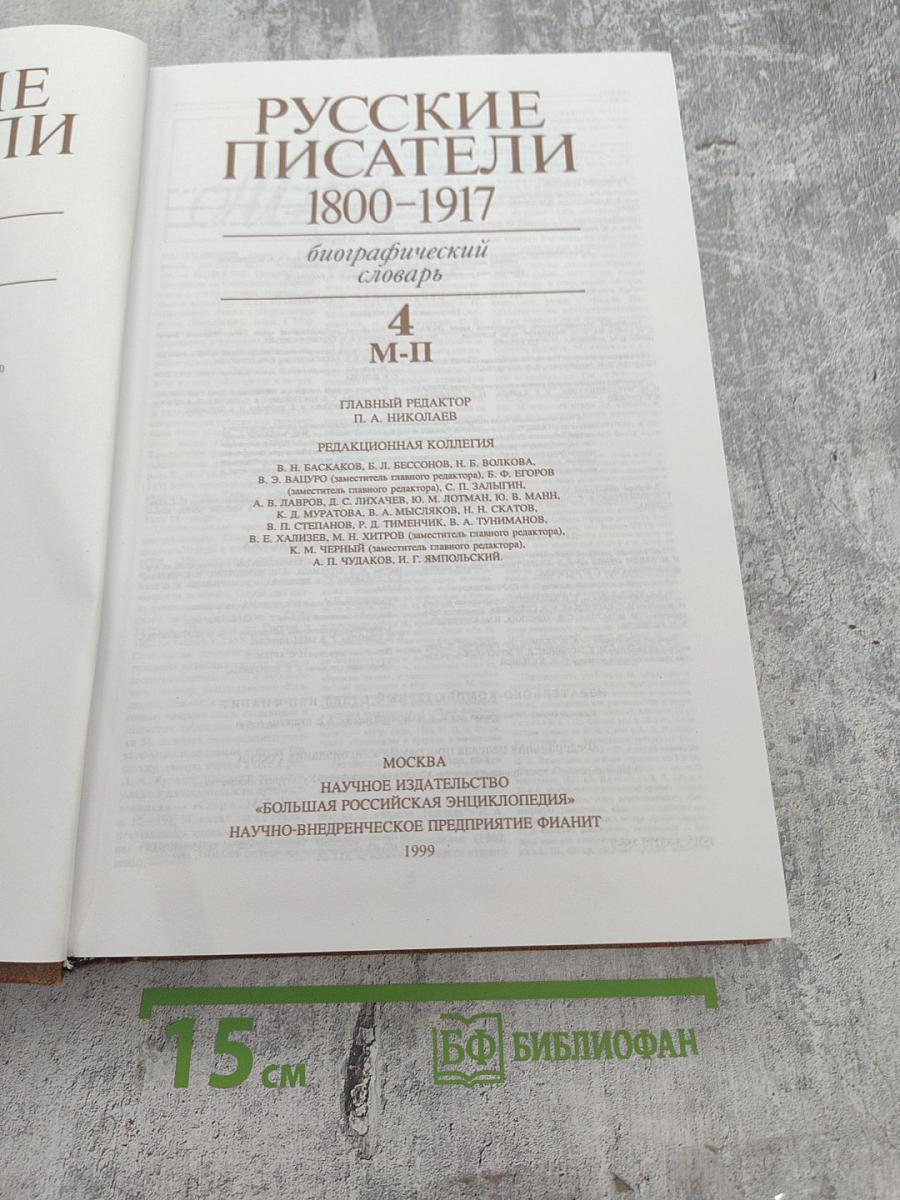 ИЕ
ЛИ
РУССКИЕ
ПИСАТЕЛИ
1800–1917
биографический
словарь
4
М-П
ГЛАВНЫЙ РЕДАКТОР
П. А. НИКОЛАЕВ
РЕДАКЦИОННАЯ КОЛЛЕГИЯ
В. Н. БАСКАКОВ, Б. Л. БЕССОНОВ, Н. Б. ВОЛКОВА,
В. Э. ВАЦУРО (заместитель главного редактора), Б. Ф. ЕГОРОВ
(заместитель главного редактора), С. П. ЗАЛЫГИН,
А. В. ЛАВРОВ, Д. С. ЛИХАЧЕВ, Ю. М. ЛОТМАН, Ю. В. МАНН,
К. Д. МУРАТОВА, В. А. МЫСЛЯКОВ, Н. Н. СКАТОВ,
В. П. СТЕПАНОВ, Р. Д. ТИМЕНЧИК, В. А. ТУНИМАНОВ,
В. Е. ХАЛИЗЕВ, М. Н. ХИТРОВ (заместитель главного редактора),
К. М. ЧЕРНЫЙ (заместитель главного редактора),
А. П. ЧУДАКОВ, И. Г. ЯМПОЛЬСКИЙ.
МОСКВА
НАУЧНОЕ ИЗДАТЕЛЬСТВО
«БОЛЬШАЯ РОССИЙСКАЯ ЭНЦИКЛОПЕДИЯ»
НАУЧНО-ВНЕДРЕНЧЕСКОЕ ПРЕДПРИЯТИЕ ФИАНИТ
1999
15 см
БФ БИБЛИОФАН